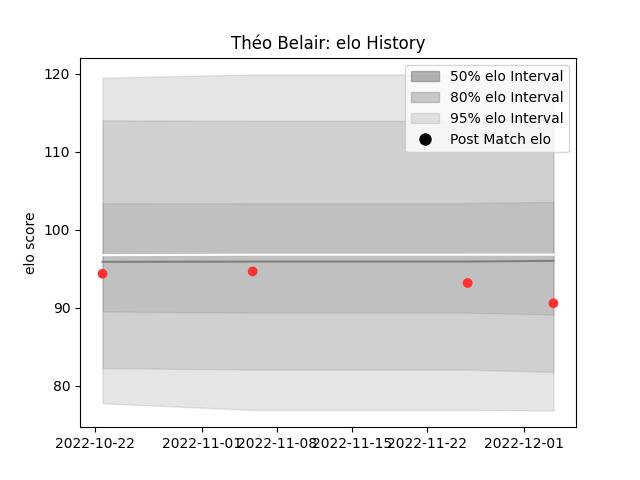 Théo Belair: elo History
50% elo Interval
80% elo Interval
95% elo Interval
Post Match elo
elo score
120
110
100
90
80
2022-10-22 2022-11-01 2022-11-08 2022-11-15 2022-11-22 2022-12-01